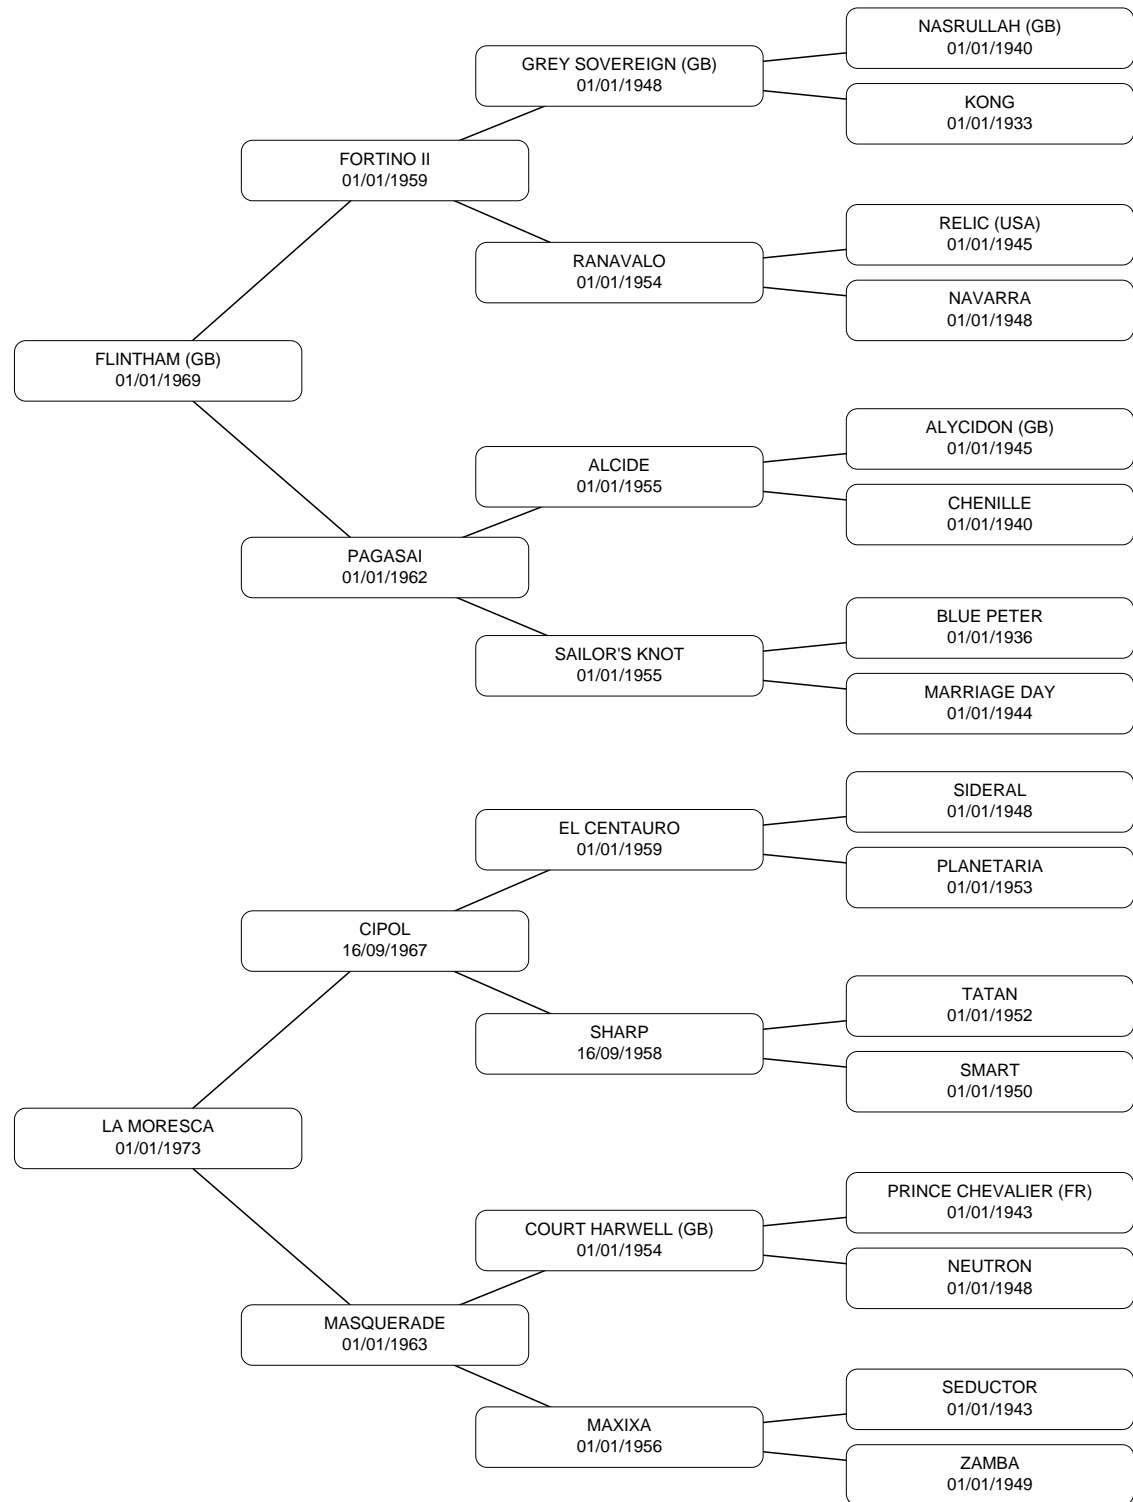 NASRULLAH (GB)
01/01/1940
GREY SOVEREIGN (GB)
01/01/1948
KONG
01/01/1933
FORTINO II
01/01/1959
RELIC (USA)
01/01/1945
RANAVALO
01/01/1954
NAVARRA
01/01/1948
FLINTHAM (GB)
01/01/1969
ALYCIDON (GB)
01/01/1945
ALCIDE
01/01/1955
CHENILLE
01/01/1940
PAGASAI
01/01/1962
BLUE PETER
01/01/1936
SAILOR'S KNOT
01/01/1955
MARRIAGE DAY
01/01/1944
SIDERAL
01/01/1948
EL CENTAURO
01/01/1959
PLANETARIA
01/01/1953
CIPOL
16/09/1967
TATAN
01/01/1952
SHARP
16/09/1958
SMART
01/01/1950
LA MORESCA
01/01/1973
PRINCE CHEVALIER (FR)
01/01/1943
COURT HARWELL (GB)
01/01/1954
NEUTRON
01/01/1948
MASQUERADE
01/01/1963
SEDUCTOR
01/01/1943
MAXIXA
01/01/1956
ZAMBA
01/01/1949